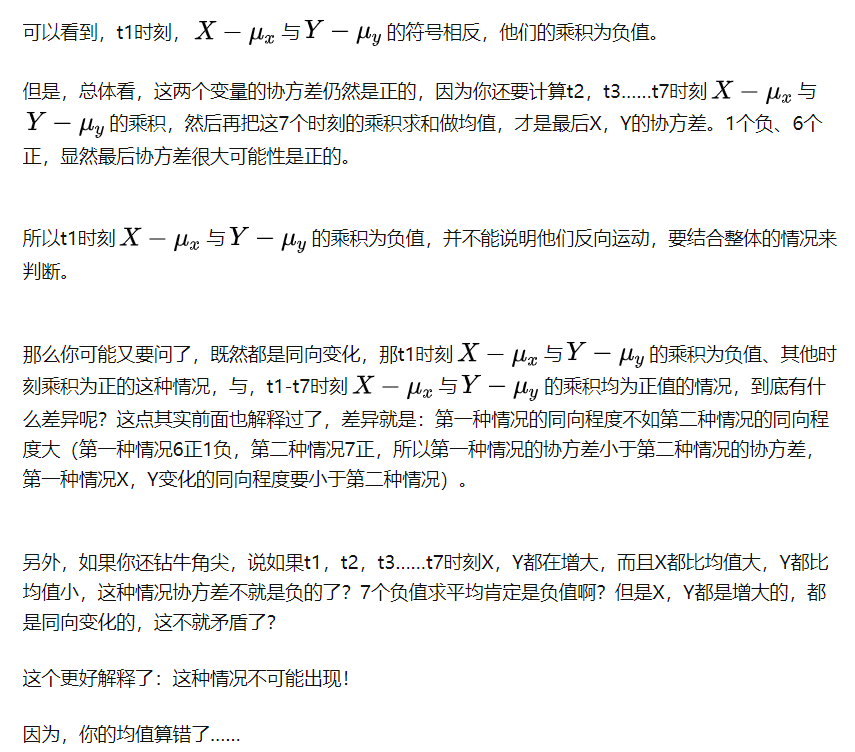 可以看到，t1时刻， X − μx 与 Y − μy 的符号相反，他们的乘积为负值。
但是，总体看，这两个变量的协方差仍然是正的，因为你还要计算t2，t3……t7时刻 X − μx 与
Y − μy 的乘积，然后再把这7个时刻的乘积求和做均值，才是最后X，Y的协方差。1个负、6个
正，显然最后协方差很大可能性是正的。
所以t1时刻 X − μx 与 Y − μy 的乘积为负值，并不能说明他们反向运动，要结合整体的情况来
判断。
那么你可能又要问了，既然都是同向变化，那t1时刻 X − μx 与 Y − μy 的乘积为负值、其他时
刻乘积为正的这种情况，与，t1-t7时刻 X − μx 与 Y − μy 的乘积均为正值的情况，到底有什
么差异呢？这点其实前面也解释过了，差异就是：第一种情况的同向程度不如第二种情况的同向程
度大（第一种情况6正1负，第二种情况7正，所以第一种情况的协方差小于第二种情况的协方差，
第一种情况X，Y变化的同向程度要小于第二种情况）。
另外，如果你还钻牛角尖，说如果t1，t2，t3……t7时刻X，Y都在增大，而且X都比均值大，Y都比
均值小，这种情况协方差不就是负的了？7个负值求平均肯定是负值啊？但是X，Y都是增大的，都
是同向变化的，这不就矛盾了？
这个更好解释了：这种情况不可能出现！
因为，你的均值算错了……